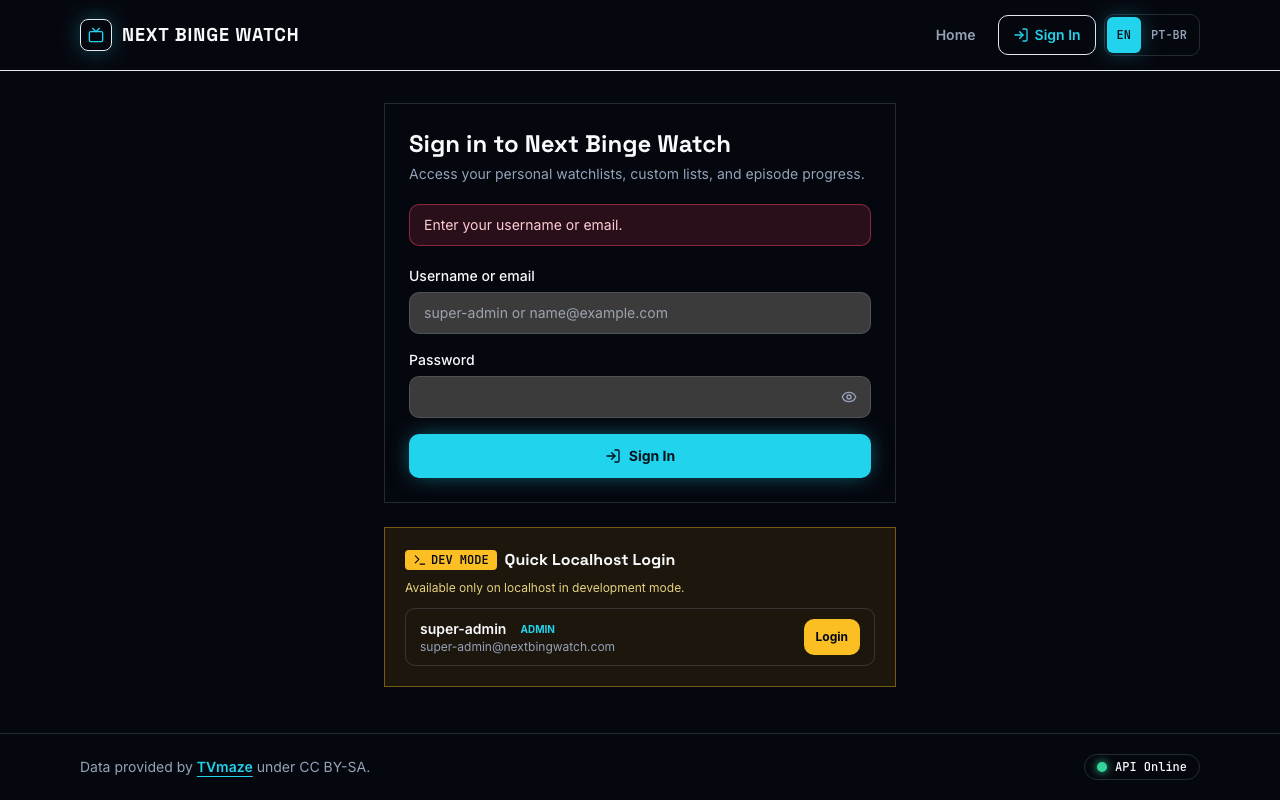 NEXT BINGE WATCH
Home
Sign In
EN
PT-BR
Sign in to Next Binge Watch
Access your personal watchlists, custom lists, and episode progress.
Enter your username or email.
Username or email
super-admin or name@example.com
Password
Sign In
DEV MODE
Quick Localhost Login
Available only on localhost in development mode.
super-admin
ADMIN
super-admin@nextbingwatch.com
Login
Data provided by TVmaze under CC BY-SA.
API Online